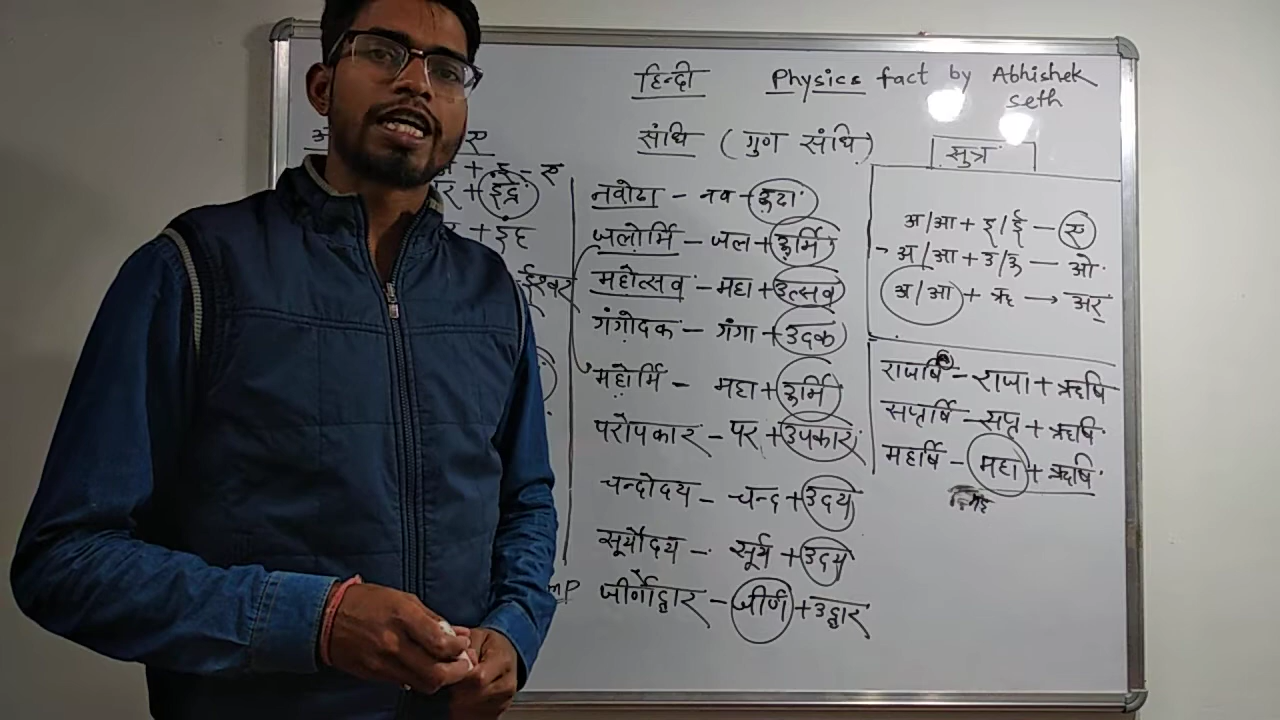 हिन्दी Physics fact by Abhishek
seth
संधि (गुण संधि)
सुत्र
+ इ - ए
र + इंद्र
+ इंह
ईश्वर
नवोढा - नव + ऊढा
जलोर्मि - जल + ऊर्मि
महोत्सव - महा + उत्सव
गंगोदक - गंगा + उदक
महोर्मि - महा + ऊर्मि
परोपकार - पर + उपकार
चन्दोदय - चन्द + उदय
सूर्योदय - सूर्य + उदय
जीर्णोद्धार - जीर्ण + उद्धार
अ/आ + इ/ई — ए
अ/आ + उ/ऊ — ओ
अ/आ + ऋ → अर्
राजर्षि - राजा + ऋषि
सप्तर्षि - सप्त + ऋषि
महर्षि - महा + ऋषि